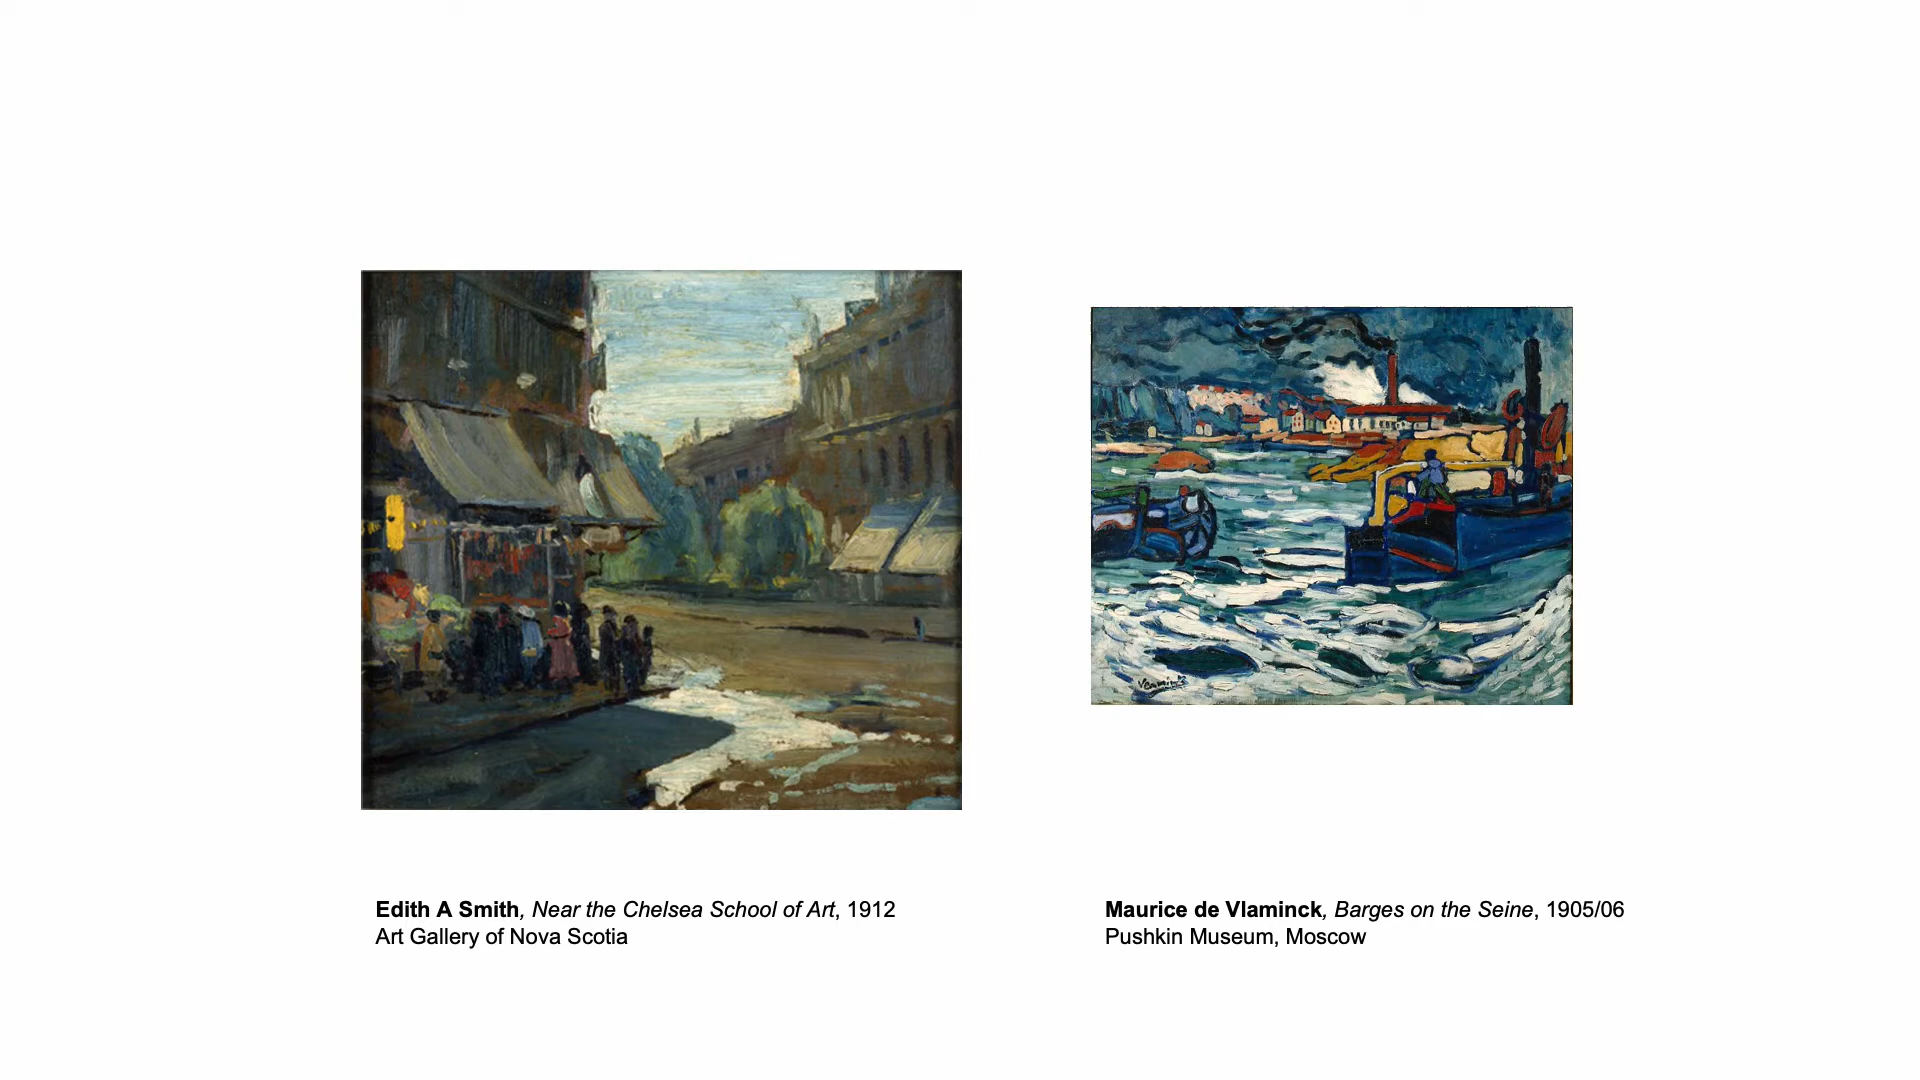 Edith A Smith, Near the Chelsea School of Art, 1912
Art Gallery of Nova Scotia
Maurice de Vlaminck, Barges on the Seine, 1905/06
Pushkin Museum, Moscow
Vlaminck